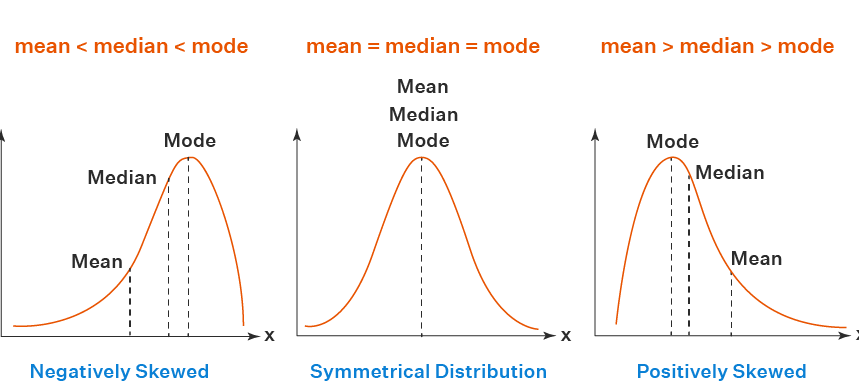 mean < median < mode
mean = median = mode
mean > median > mode
Mean
Median
Mode
Mode
Median
Mean
x
Mode
Median
Mean
x
Negatively Skewed
Symmetrical Distribution
Positively Skewed